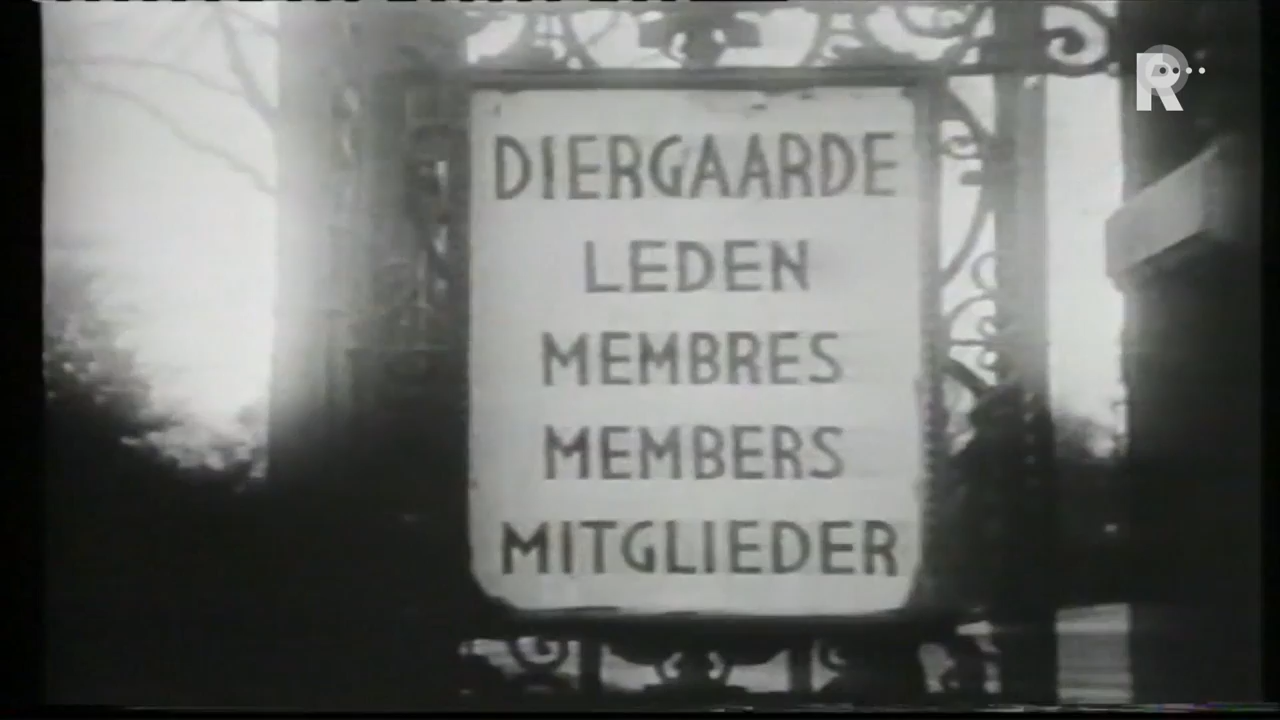 DIERGAARDE
LEDEN
MEMBRES
MEMBERS
MITGLIEDER
R